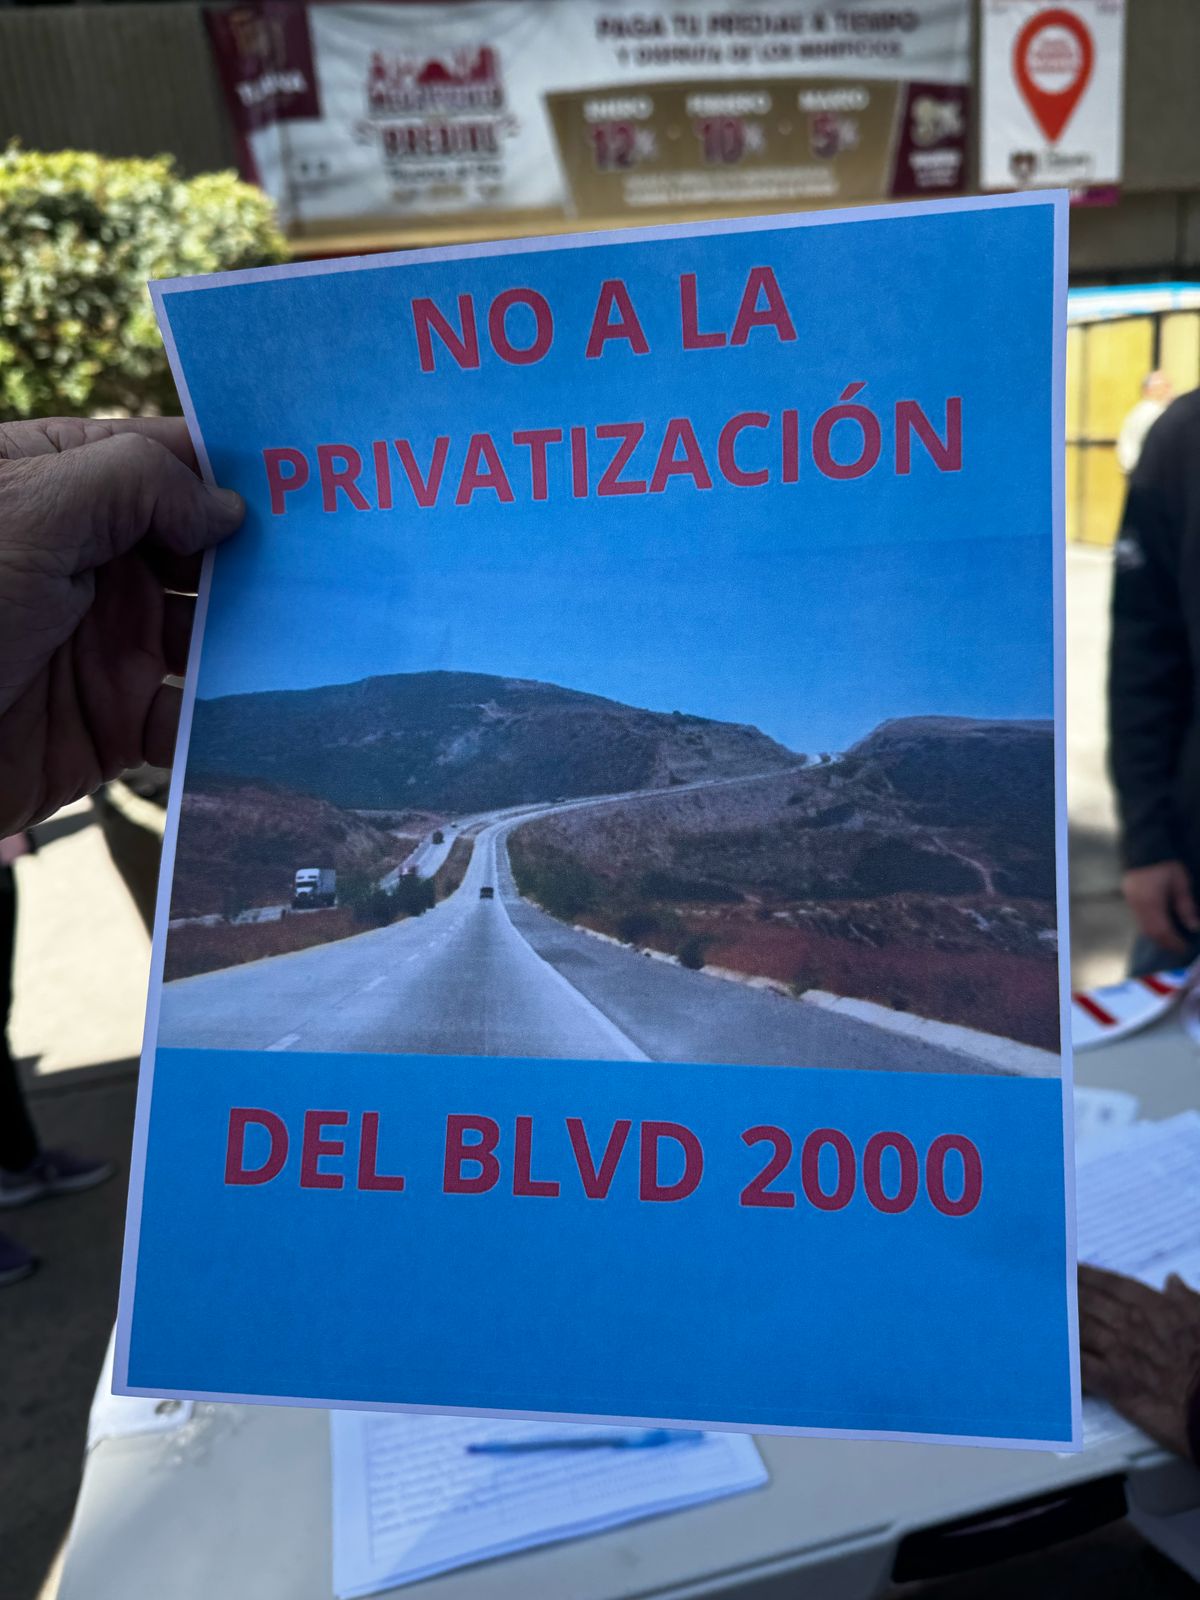 PAGA TU PREDIAL A TIEMPO
Y DISFRUTA DE LOS BENEFICIOS
ENERO FEBRERO MARZO
12% 10% 5%
PREDIAL
NO A LA
PRIVATIZACIÓN
DEL BLVD 2000